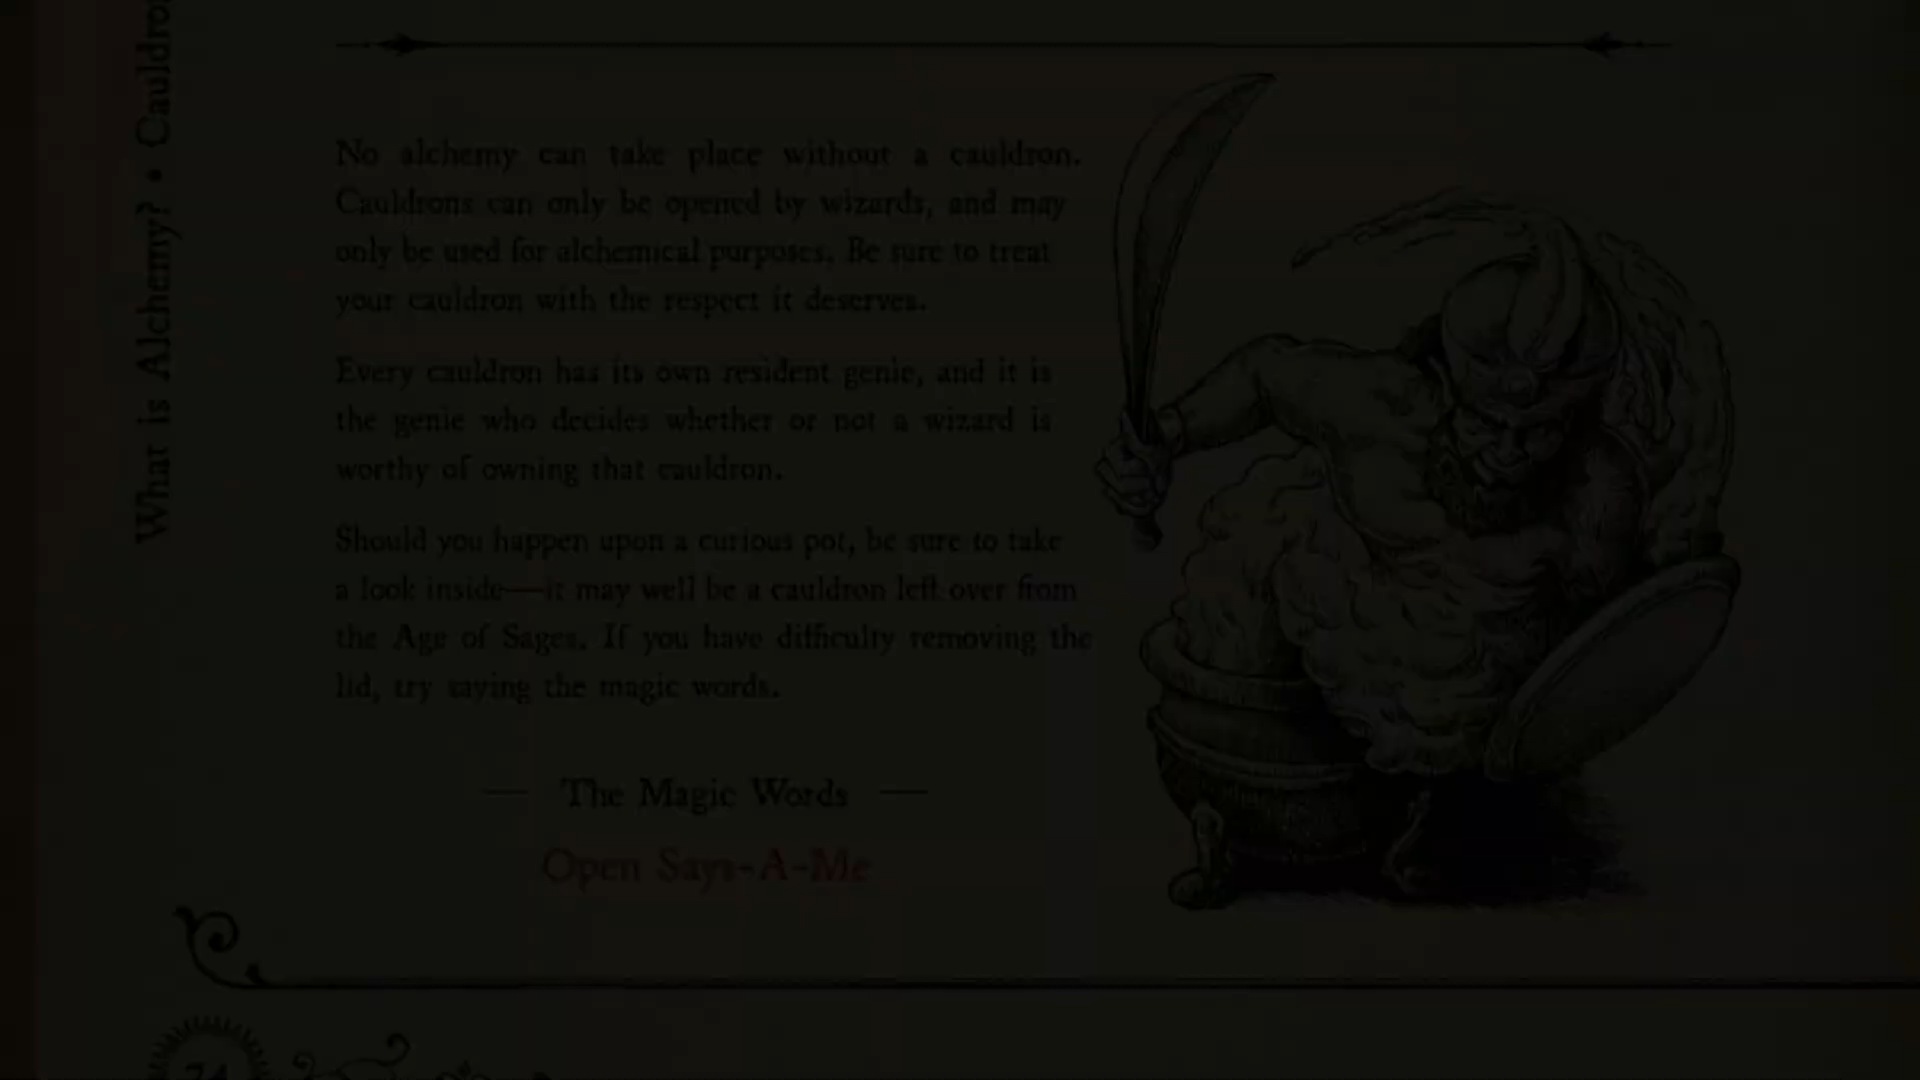 What is Alchemy? • Cauldro
No alchemy can take place without a cauldron.
Cauldrons can only be opened by wizards, and may
only be used for alchemical purposes. Be sure to treat
your cauldron with the respect it deserves.
Every cauldron has its own resident genie, and it is
the genie who decides whether or not a wizard is
worthy of owning that cauldron.
Should you happen upon a curious pot, be sure to take
a look inside—it may well be a cauldron left over from
the Age of Sages. If you have difficulty removing the
lid, try saying the magic words.
— The Magic Words —
Open Says-A-Me
74